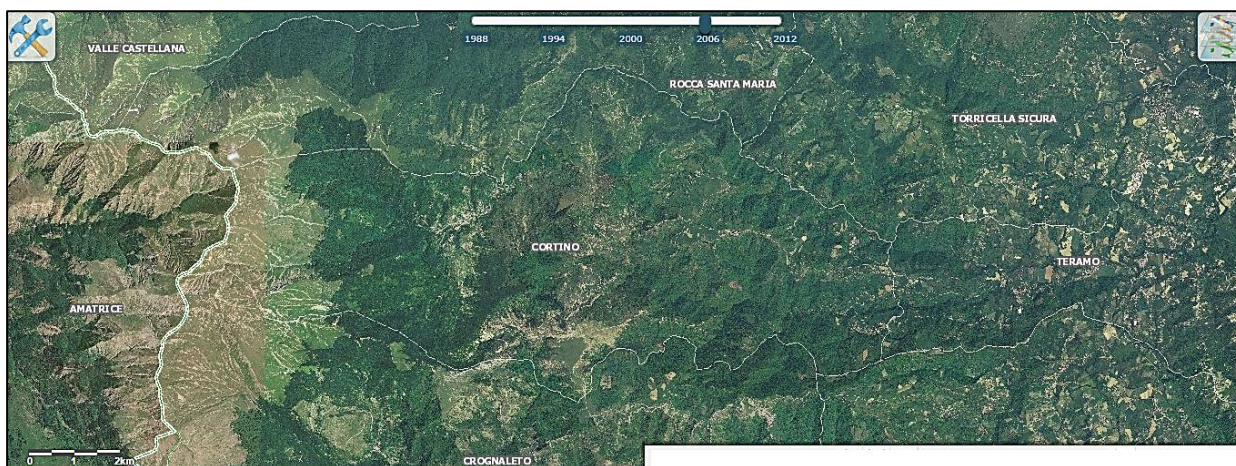 1988 1994 2000 2006 2012
VALLE CASTELLANA
ROCCA SANTA MARIA
TORRICELLA SICURA
CORTINO
TERAMO
AMATRICE
0 1 2km
CROGNALETO